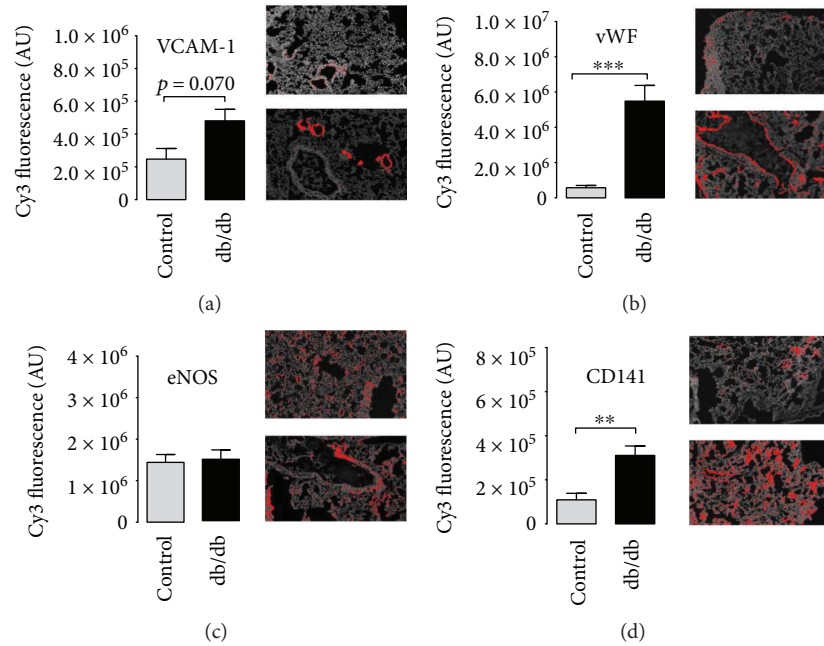 Cy3 fluorescence (AU)
1.0 × 10⁶
8.0 × 10⁵
6.0 × 10⁵
4.0 × 10⁵
2.0 × 10⁵
0
VCAM-1
p = 0.070
Control
db/db
(a)
Cy3 fluorescence (AU)
1.0 × 10⁷
8.0 × 10⁶
6.0 × 10⁶
4.0 × 10⁶
2.0 × 10⁶
0
vWF
***
Control
db/db
(b)
Cy3 fluorescence (AU)
4 × 10⁶
3 × 10⁶
2 × 10⁶
1 × 10⁶
0
eNOS
Control
db/db
(c)
Cy3 fluorescence (AU)
8 × 10⁵
6 × 10⁵
4 × 10⁵
2 × 10⁵
0
CD141
**
Control
db/db
(d)